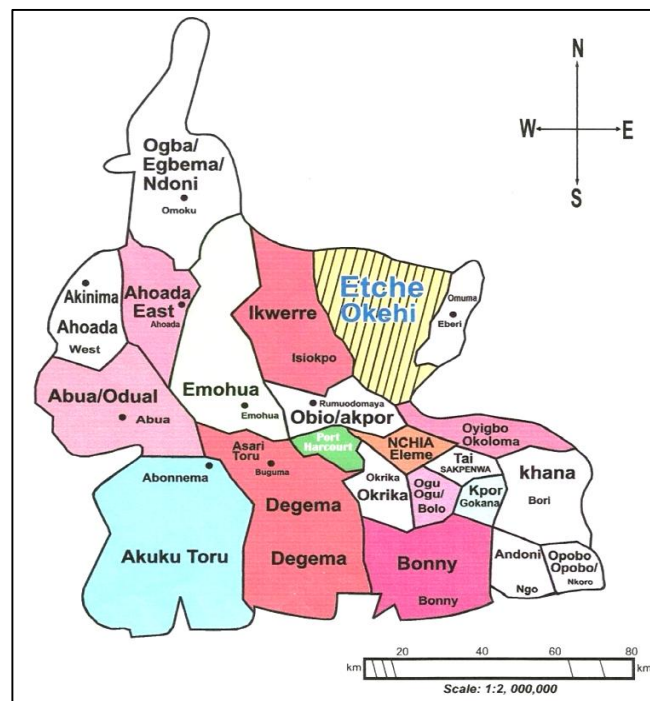 N
W E
S
Ogba/
Egbema/
Ndoni
Omoku
Akinima
Ahoada
West
Ahoada
East
Ahoada
Ikwerre
Isiokpo
Etche
Okehi
Omuma
Eberi
Emohua
Emohua
Abua/Odual
Abua
Rumuodomaya
Obio/akpor
Oyigbo
Okoloma
Port
Harcourt
NCHIA
Eleme
Tai
SAKPENWA
khana
Bori
Asari
Toru
Buguma
Abonnema
Okrika
Okrika
Ogu
Ogu/
Bolo
Kpor
Gokana
Degema
Degema
Akuku Toru
Bonny
Bonny
Andoni
Ngo
Opobo
Opobo/
Nkoro
20 40 60 80
km km
Scale: 1:2, 000,000